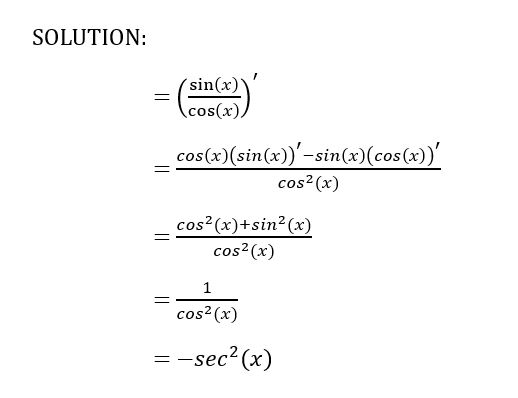 SOLUTION:
= (sin(x)/cos(x))′
= cos(x)(sin(x))′−sin(x)(cos(x))′/cos²(x)
= cos²(x)+sin²(x)/cos²(x)
= 1/cos²(x)
= −sec²(x)